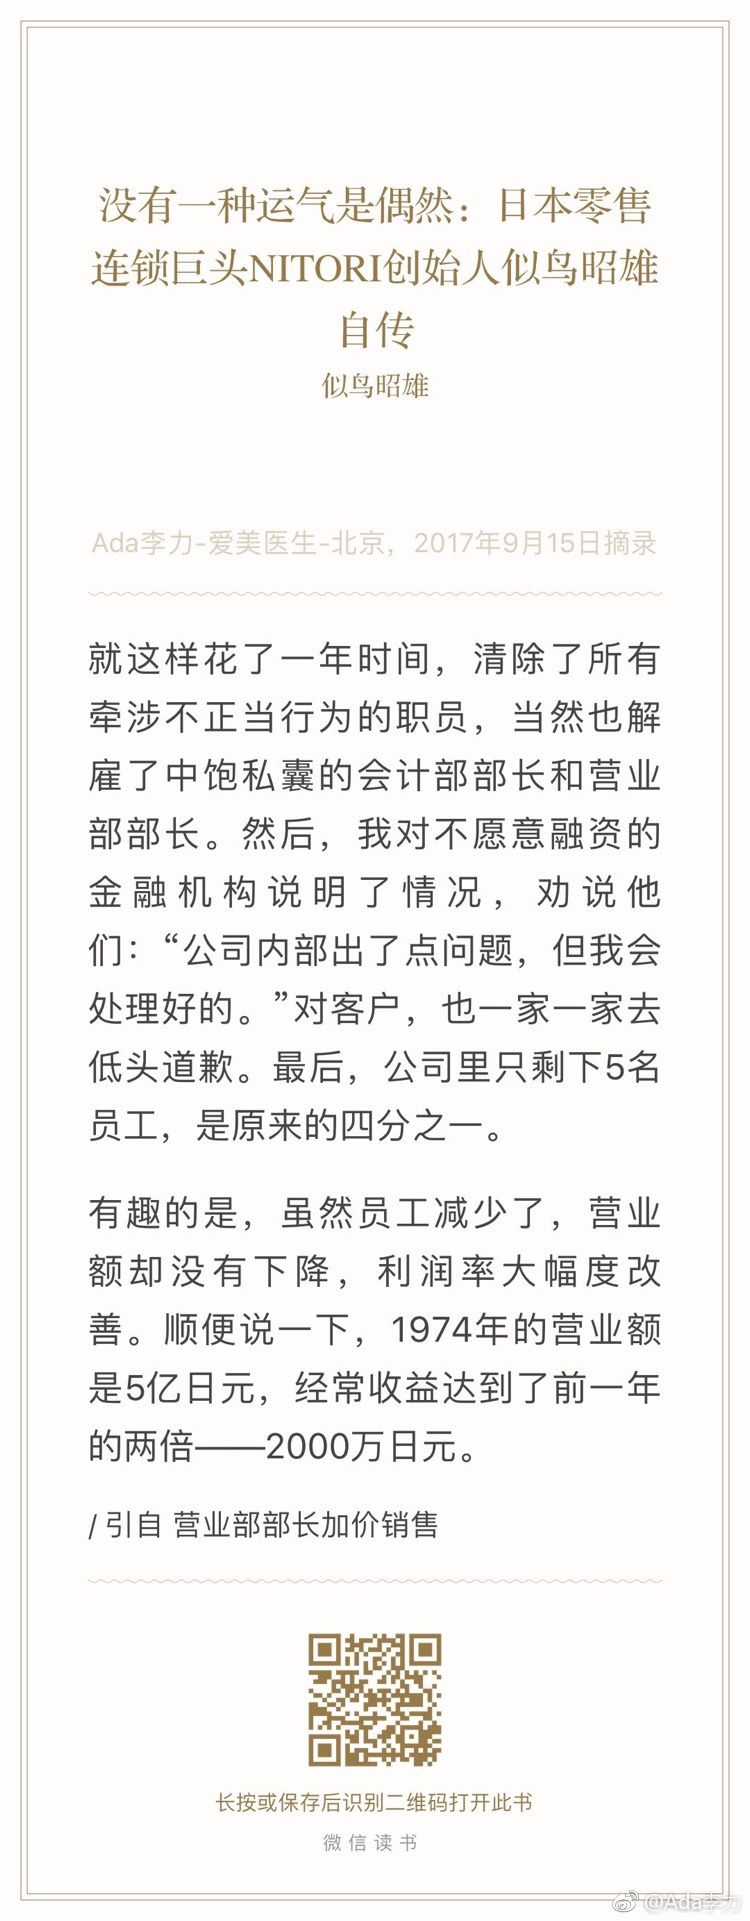 没有一种运气是偶然：日本零售
连锁巨头NITORI创始人似鸟昭雄
自传
似鸟昭雄
Ada李力-爱美医生-北京，2017年9月15日摘录
就这样花了一年时间，清除了所有
牵涉不正当行为的职员，当然也解
雇了中饱私囊的会计部部长和营业
部部长。然后，我对不愿意融资的
金融机构说明了情况，劝说他
们：“公司内部出了点问题，但我会
处理好的。”对客户，也一家一家去
低头道歉。最后，公司里只剩下5名
员工，是原来的四分之一。
有趣的是，虽然员工减少了，营业
额却没有下降，利润率大幅度改
善。顺便说一下，1974年的营业额
是5亿日元，经常收益达到了前一年
的两倍——2000万日元。
/ 引自 营业部部长加价销售
长按或保存后识别二维码打开此书
微信读书
@Ada李力